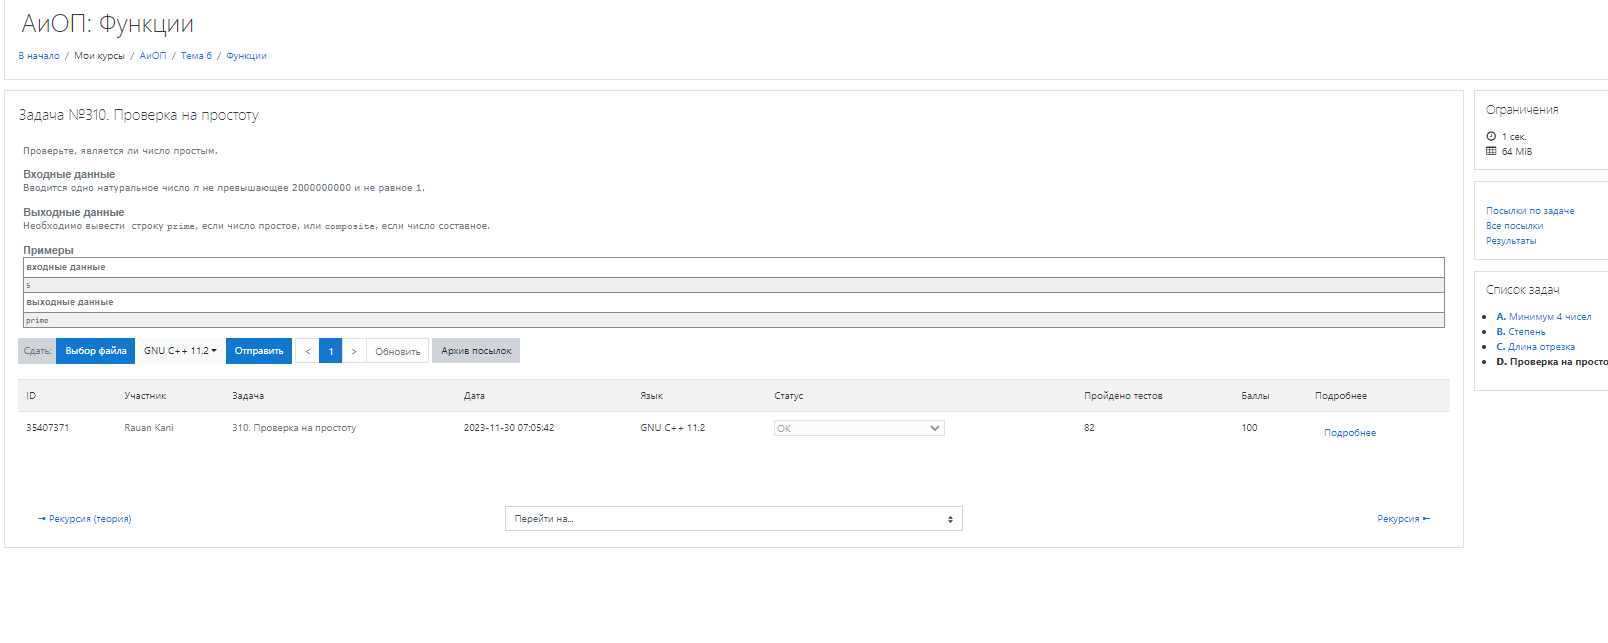 АиОП: Функции
В начало / Мои курсы / АиОП / Тема 6 / Функции
Задача №310. Проверка на простоту
Проверьте, является ли число простым.
Входные данные
Вводится одно натуральное число n не превышающее 2000000000 и не равное 1.
Выходные данные
Необходимо вывести строку prime, если число простое, или composite, если число составное.
Примеры
входные данные
5
выходные данные
prime
Сдать: Выбор файла GNU C++ 11.2 Отправить < 1 > Обновить Архив посылок
ID Участник Задача Дата Язык Статус Пройдено тестов Баллы Подробнее
35407371 Rauan Kani 310. Проверка на простоту 2023-11-30 07:05:42 GNU C++ 11.2 OK 82 100 Подробнее
→ Рекурсия (теория) Перейти на... Рекурсия ←
Ограничения
1 сек.
64 MiB
Посылки по задаче
Все посылки
Результаты
Список задач
A. Минимум 4 чисел
B. Степень
C. Длина отрезка
D. Проверка на просто